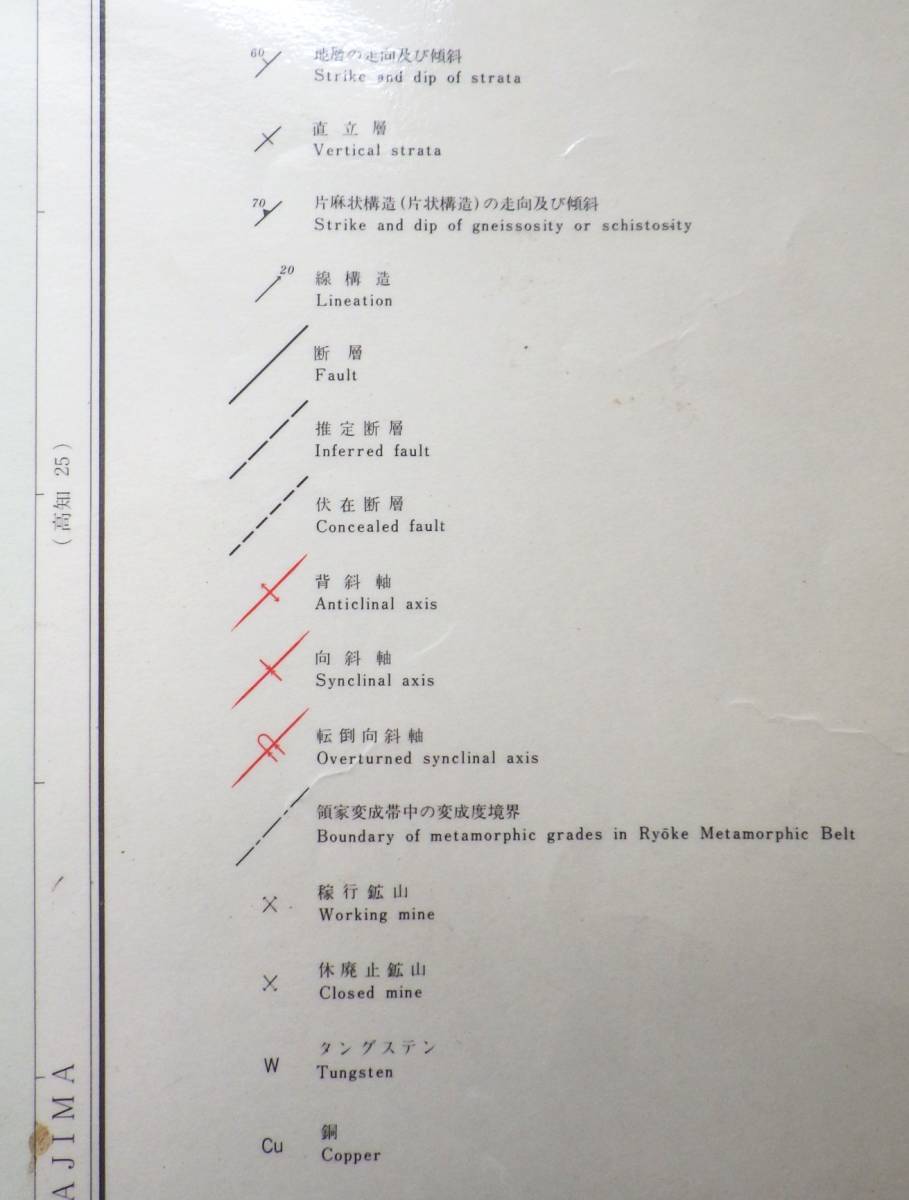 60
地層の走向及び傾斜
Strike and dip of strata
直立層
Vertical strata
70
片麻状構造(片状構造)の走向及び傾斜
Strike and dip of gneissosity or schistosity
20
線構造
Lineation
断層
Fault
推定断層
Inferred fault
伏在断層
Concealed fault
背斜軸
Anticlinal axis
向斜軸
Synclinal axis
転倒向斜軸
Overturned synclinal axis
領家変成帯中の変成度境界
Boundary of metamorphic grades in Ryōke Metamorphic Belt
稼行鉱山
Working mine
休廃止鉱山
Closed mine
W
タングステン
Tungsten
Cu
銅
Copper
(高知 25)
AJIMA